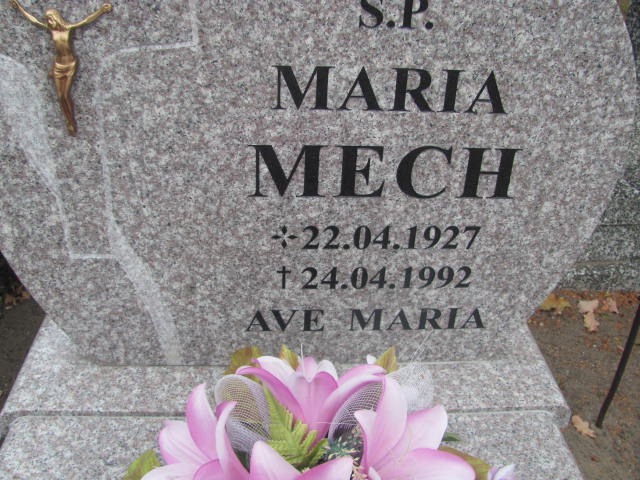 S.P.
MARIA
MECH
✢22.04.1927
†24.04.1992
AVE MARIA